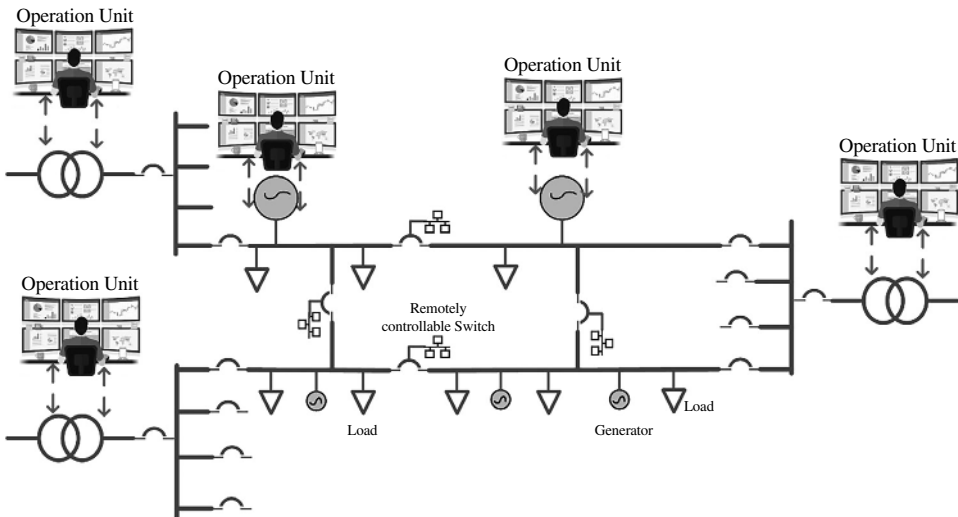 Operation Unit
Operation Unit
Operation Unit
Operation Unit
Operation Unit
Remotely
controllable Switch
Load
Load
Generator